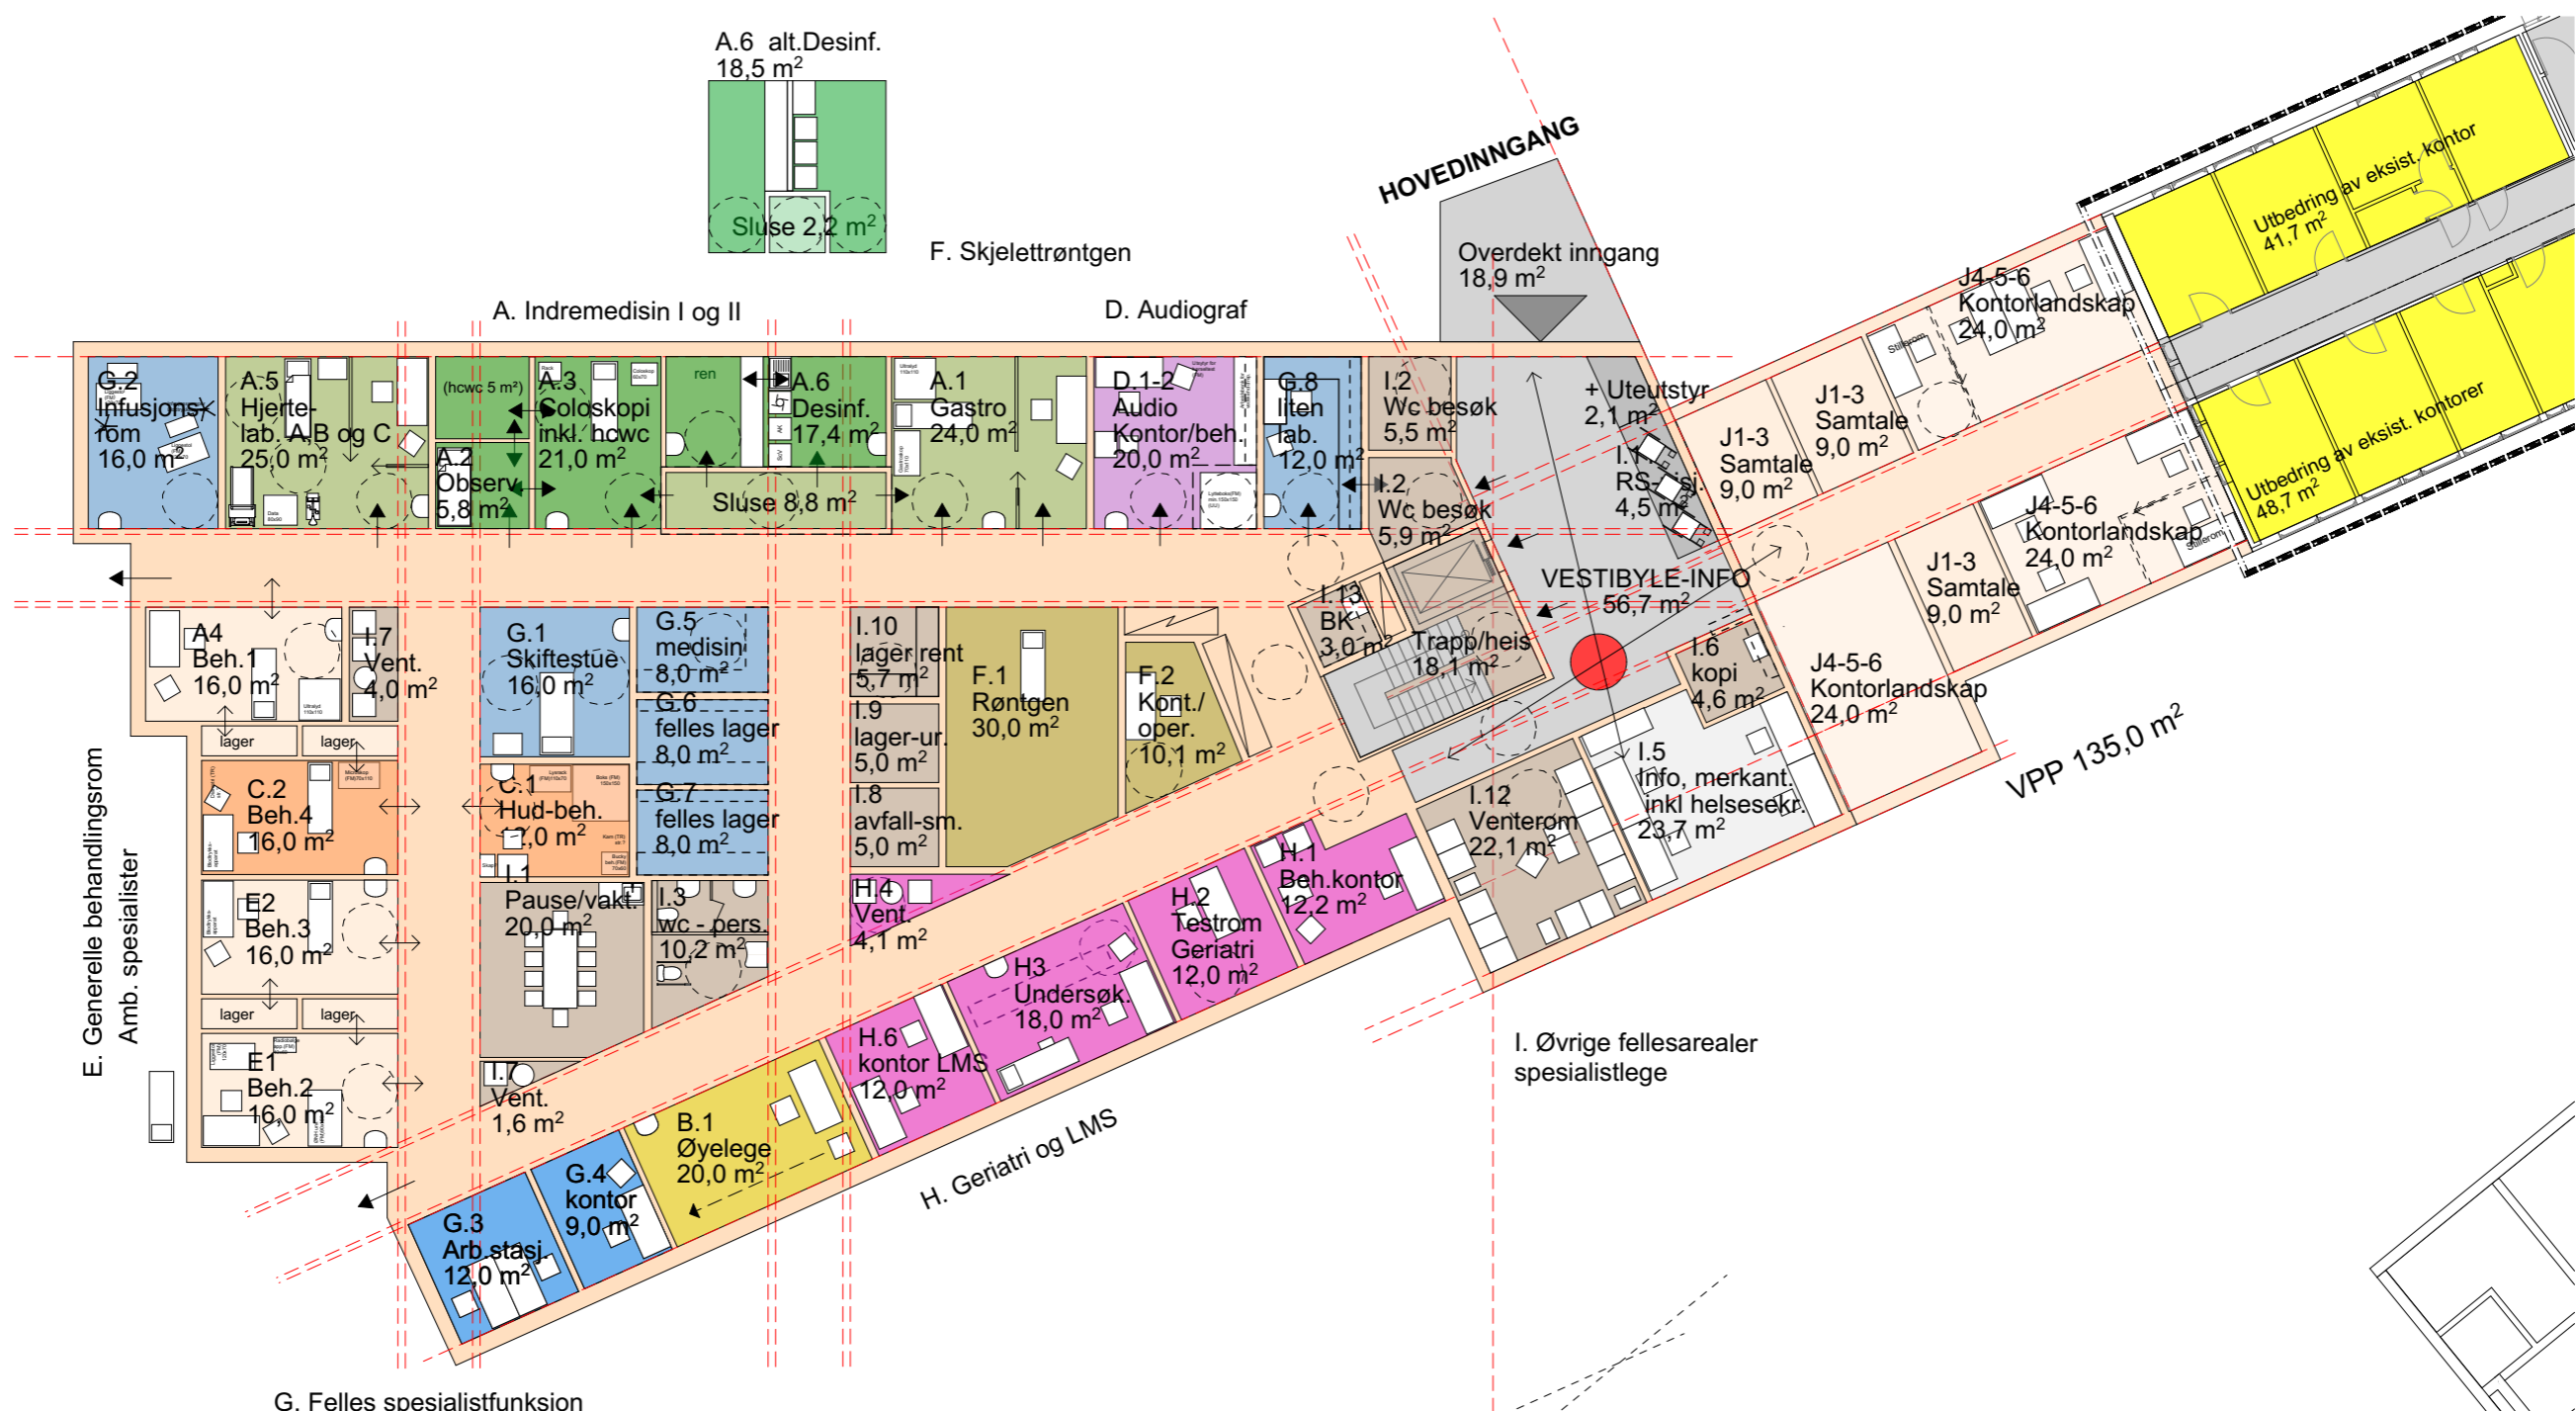 A.6 alt.Desinf.
18,5 m²
Sluse 2,2 m²
F. Skjelettrøntgen
A. Indremedisin I og II
D. Audiograf
HOVEDINNGANG
Overdekt inngang
18,9 m²
Utbedring av eksist. kontor
41,7 m²
Utbedring av eksist. kontorer
48,7 m²
G.2
Infusjons-
rom
16,0 m²
A.5
Hjerte-
lab. A,B og C
25,0 m²
(hcwc 5 m²)
A.2
Observ.
5,8 m²
A.3
Coloskopi
inkl. hcwc
21,0 m²
ren
A.6
Desinf.
17,4 m²
Sluse 8,8 m²
A.1
Gastro
24,0 m²
D.1-2
Audio
Kontor/beh.
20,0 m²
G.8
liten
lab.
12,0 m²
I.2
Wc besøk
5,5 m²
I.2
Wc besøk
5,9 m²
+ Uteutstyr
2,1 m²
4,5 m²
VESTIBYLE-INFO
56,7 m²
J1-3
Samtale
9,0 m²
J1-3
Samtale
9,0 m²
J4-5-6
Kontorlandskap
24,0 m²
Stillerom
J4-5-6
Kontorlandskap
24,0 m²
Stillerom
J1-3
Samtale
9,0 m²
J4-5-6
Kontorlandskap
24,0 m²
VPP 135,0 m²
I.13
BK
3,0 m²
Trapp/heis
18,1 m²
I.6
kopi
4,6 m²
I.5
Info, merkant.
inkl helsesekr.
23,7 m²
I.12
Venterom
22,1 m²
A4
Beh.1
16,0 m²
I.7
Vent.
4,0 m²
G.1
Skiftestue
16,0 m²
G.5
medisin
8,0 m²
G.6
felles lager
8,0 m²
G.7
felles lager
8,0 m²
I.10
lager rent
5,7 m²
I.9
lager-ur.
5,0 m²
I.8
avfall-sm.
5,0 m²
F.1
Røntgen
30,0 m²
F.2
Kont./
oper.
10,1 m²
lager
lager
C.2
Beh.4
16,0 m²
C.1
Hud-beh.
E2
Beh.3
16,0 m²
lager
lager
E1
Beh.2
16,0 m²
I.1
Pause/vakt.
20,0 m²
I.3
wc - pers.
10,2 m²
I.7
Vent.
1,6 m²
H.4
Vent.
4,1 m²
H.1
Beh.kontor
12,2 m²
H.2
Testrom
Geriatri
12,0 m²
H3
Undersøk.
18,0 m²
H.6
kontor LMS
12,0 m²
B.1
Øyelege
20,0 m²
G.4
kontor
9,0 m²
G.3
Arb.stasj.
12,0 m²
E. Generelle behandlingsrom
Amb. spesialister
H. Geriatri og LMS
I. Øvrige fellesarealer
spesialistlege
G. Felles spesialistfunksjon